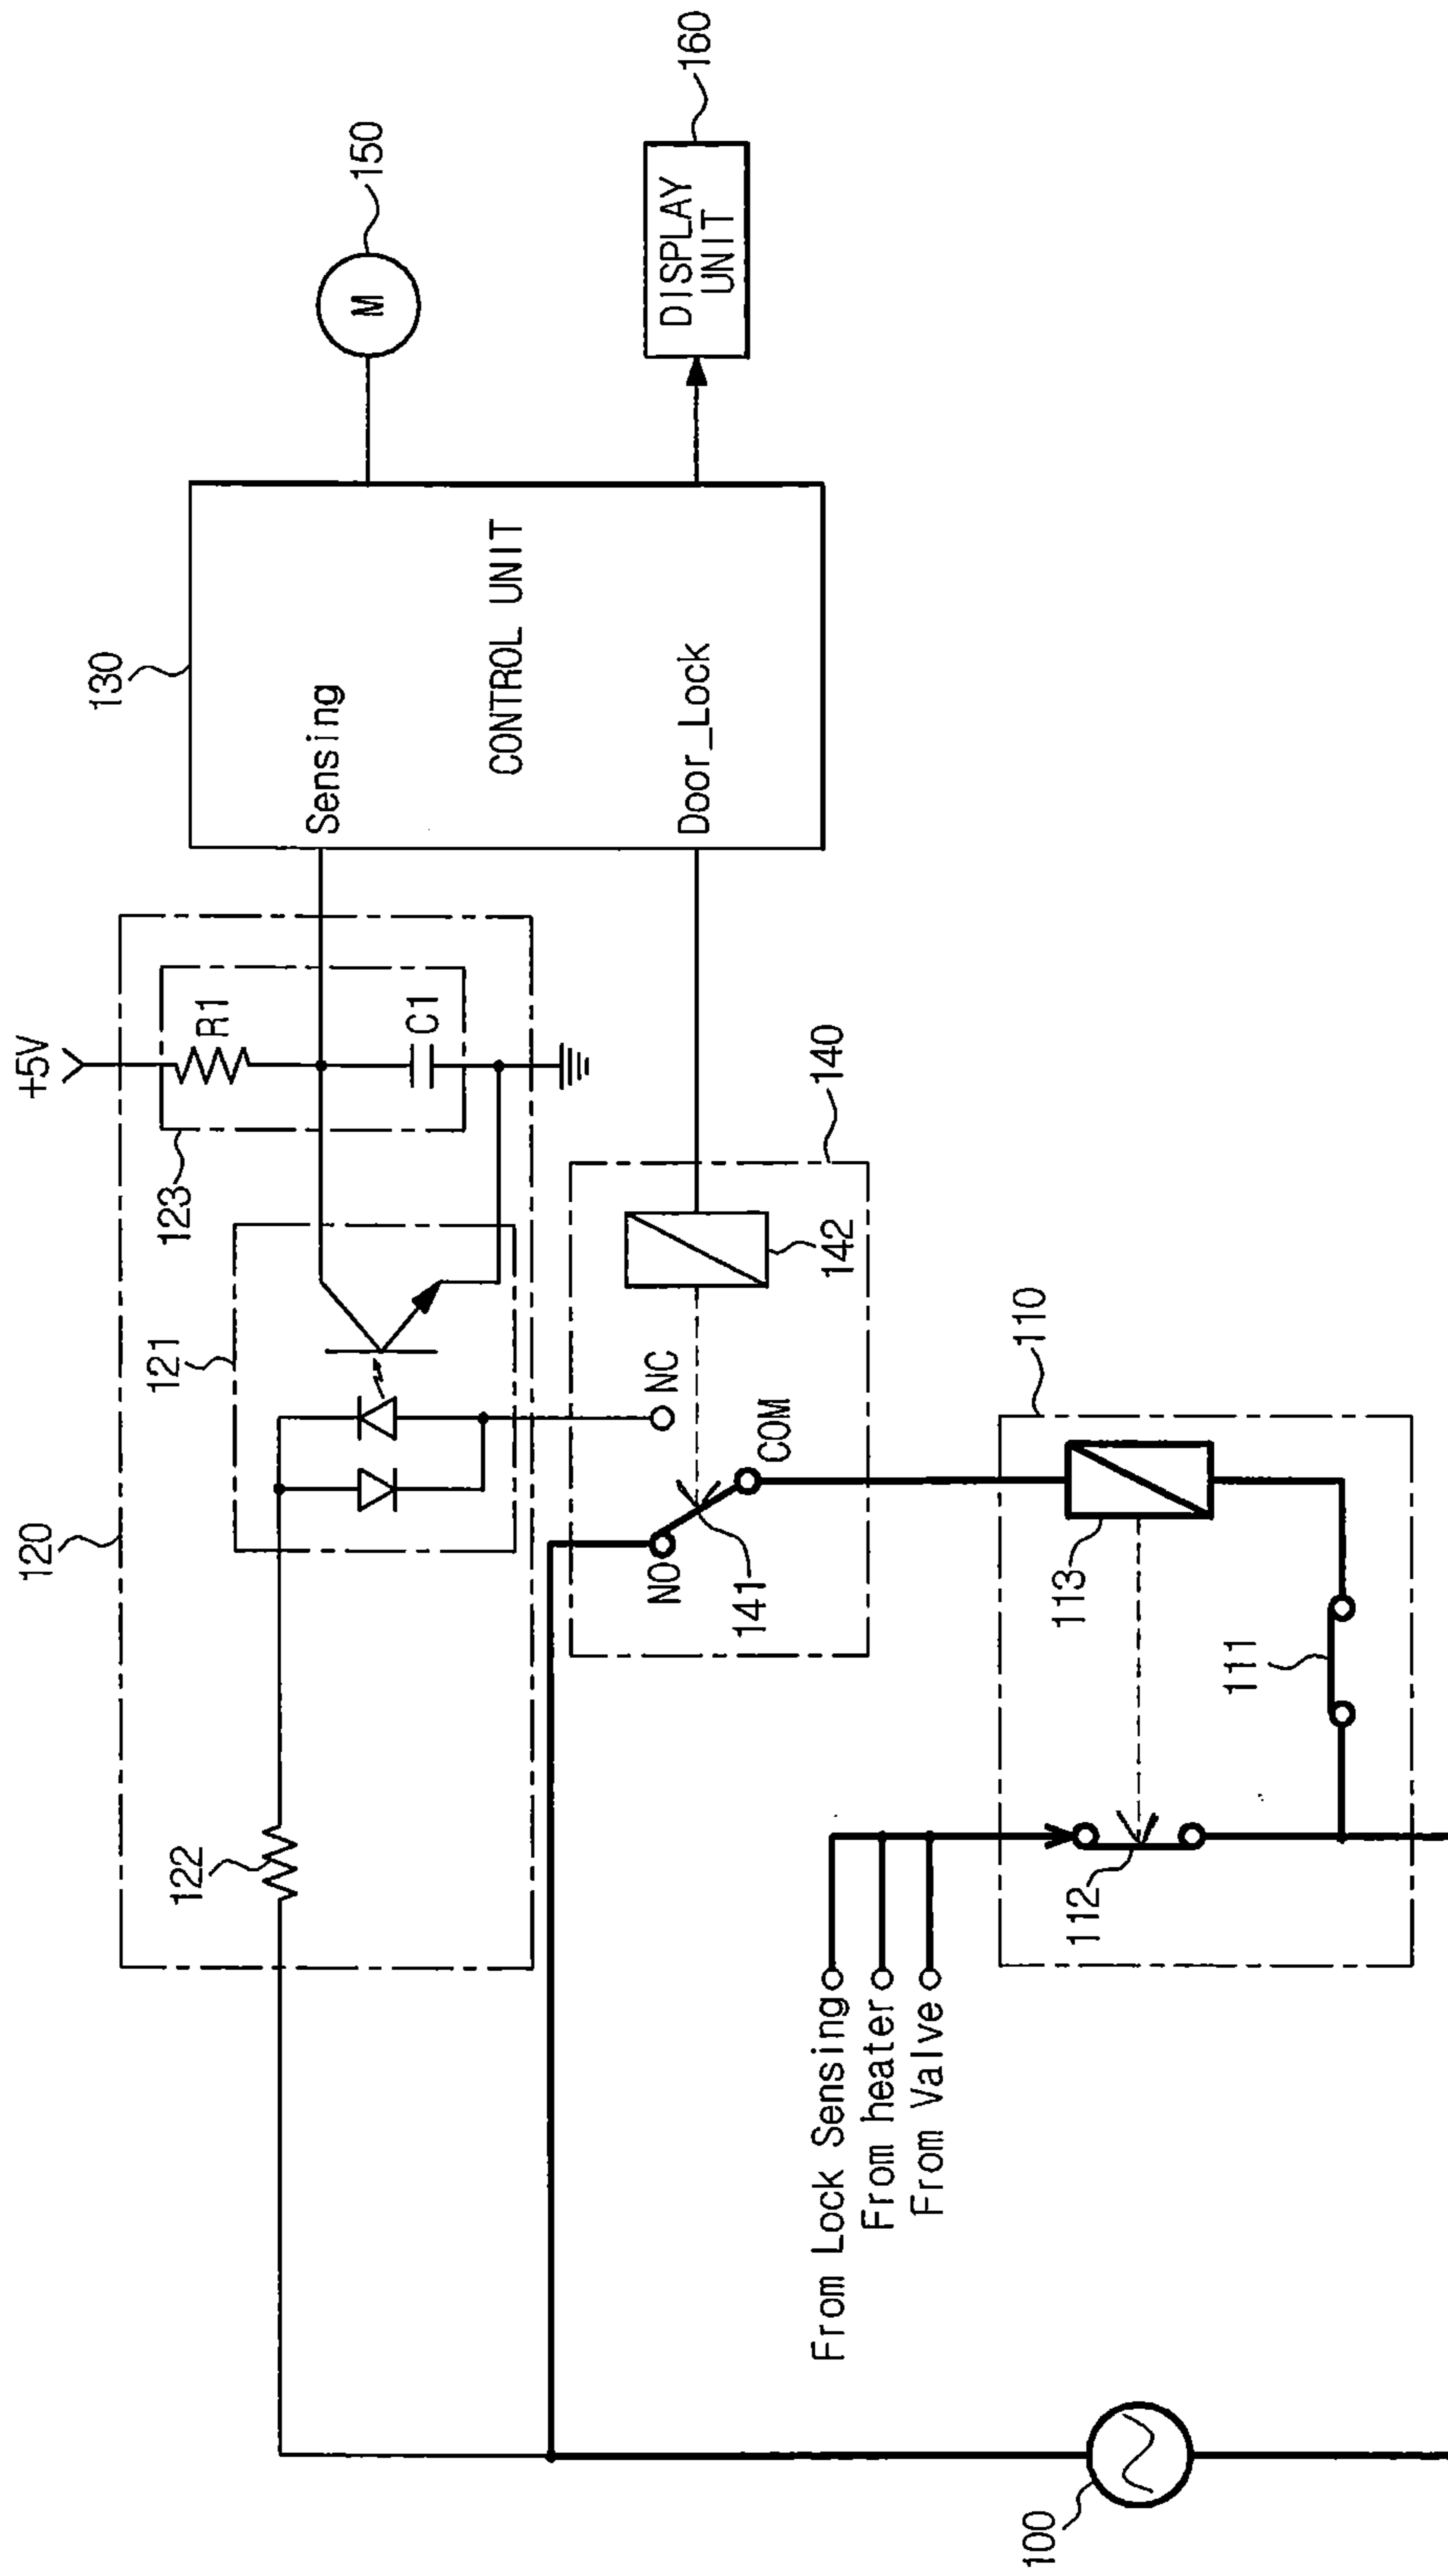 160
150
DISPLAY
UNIT
M
130
Sensing
CONTROL UNIT
Door_Lock
+5V
R1
C1
123
140
142
121
NC
COM
NO
141
120
110
113
111
122
112
From Lock Sensing
From heater
From Valve
100